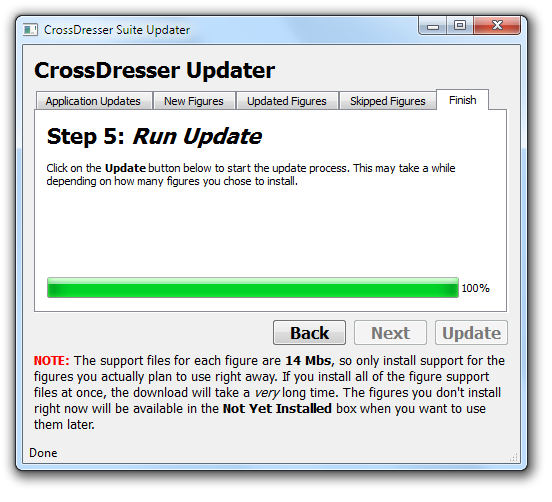 CrossDresser Suite Updater
CrossDresser Updater
Application Updates New Figures Updated Figures Skipped Figures Finish
Step 5: Run Update
Click on the Update button below to start the update process. This may take a while
depending on how many figures you chose to install.
100%
Back Next Update
NOTE: The support files for each figure are 14 Mbs, so only install support for the
figures you actually plan to use right away. If you install all of the figure support
files at once, the download will take a very long time. The figures you don't install
right now will be available in the Not Yet Installed box when you want to use
them later.
Done